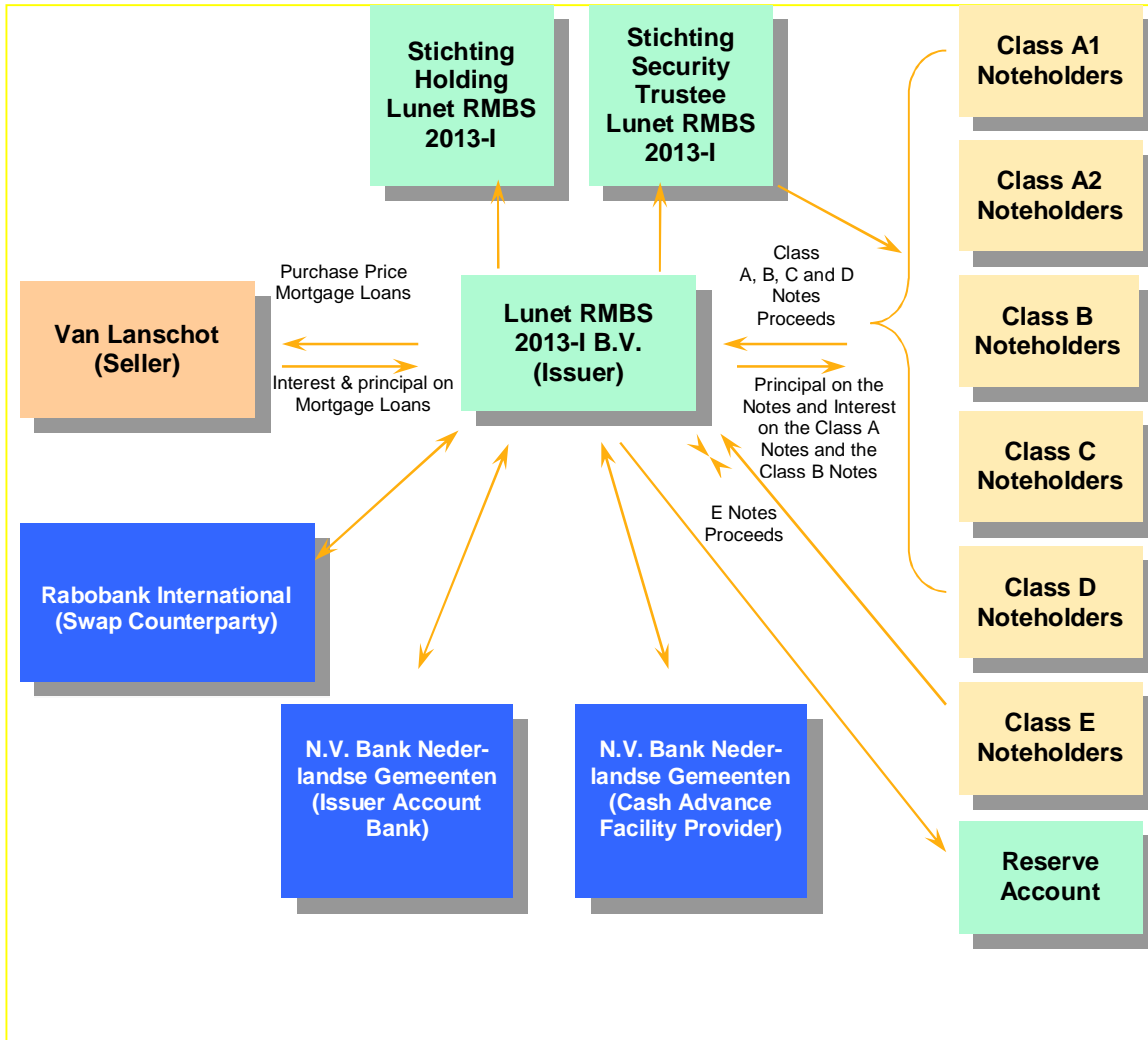 Stichting
Holding
Lunet RMBS
2013-I
Stichting
Security
Trustee
Lunet RMBS
2013-I
Class A1
Noteholders
Class A2
Noteholders
Class B
Noteholders
Class C
Noteholders
Class D
Noteholders
Class E
Noteholders
Reserve
Account
Van Lanschot
(Seller)
Purchase Price
Mortgage Loans
Interest & principal on
Mortgage Loans
Lunet RMBS
2013-I B.V.
(Issuer)
Class
A, B, C and D
Notes
Proceeds
Principal on the
Notes and Interest
on the Class A
Notes and the
Class B Notes
E Notes
Proceeds
Rabobank International
(Swap Counterparty)
N.V. Bank Neder-
landse Gemeenten
(Issuer Account
Bank)
N.V. Bank Neder-
landse Gemeenten
(Cash Advance
Facility Provider)